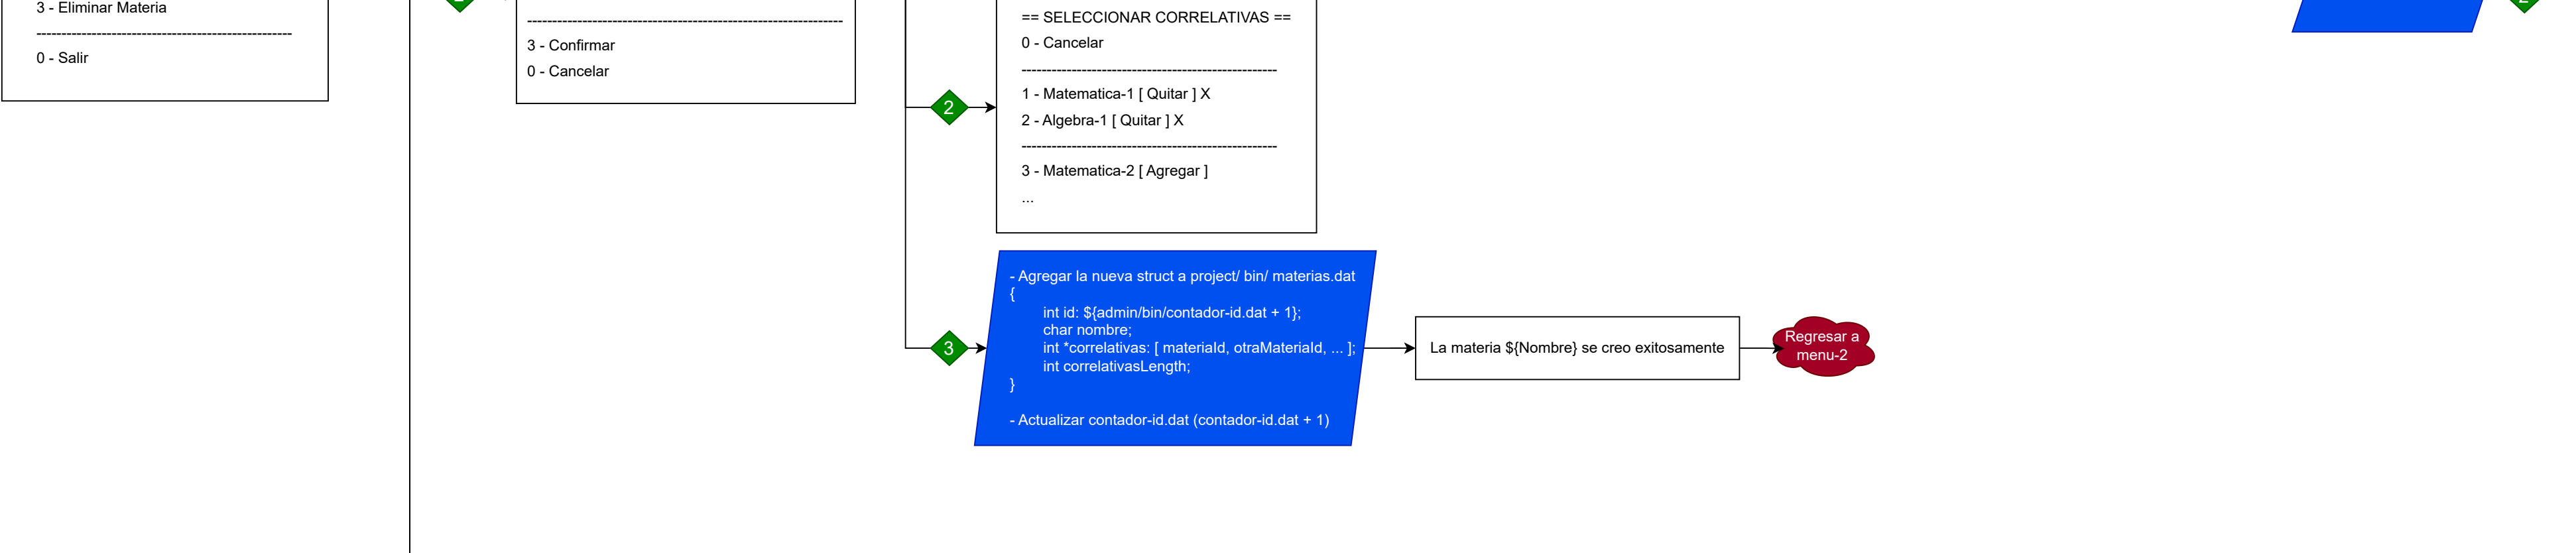 3 - Eliminar Materia
----------------------------------------------------
0 - Salir
----------------------------------------------------------------
3 - Confirmar
0 - Cancelar
2
== SELECCIONAR CORRELATIVAS ==
0 - Cancelar
----------------------------------------------------
1 - Matematica-1 [ Quitar ] X
2 - Algebra-1 [ Quitar ] X
----------------------------------------------------
3 - Matematica-2 [ Agregar ]
...
3
- Agregar la nueva struct a project/ bin/ materias.dat
{
int id: ${admin/bin/contador-id.dat + 1};
char nombre;
int *correlativas: [ materiaId, otraMateriaId, ... ];
int correlativasLength;
}
- Actualizar contador-id.dat (contador-id.dat + 1)
La materia ${Nombre} se creo exitosamente
Regresar a
menu-2